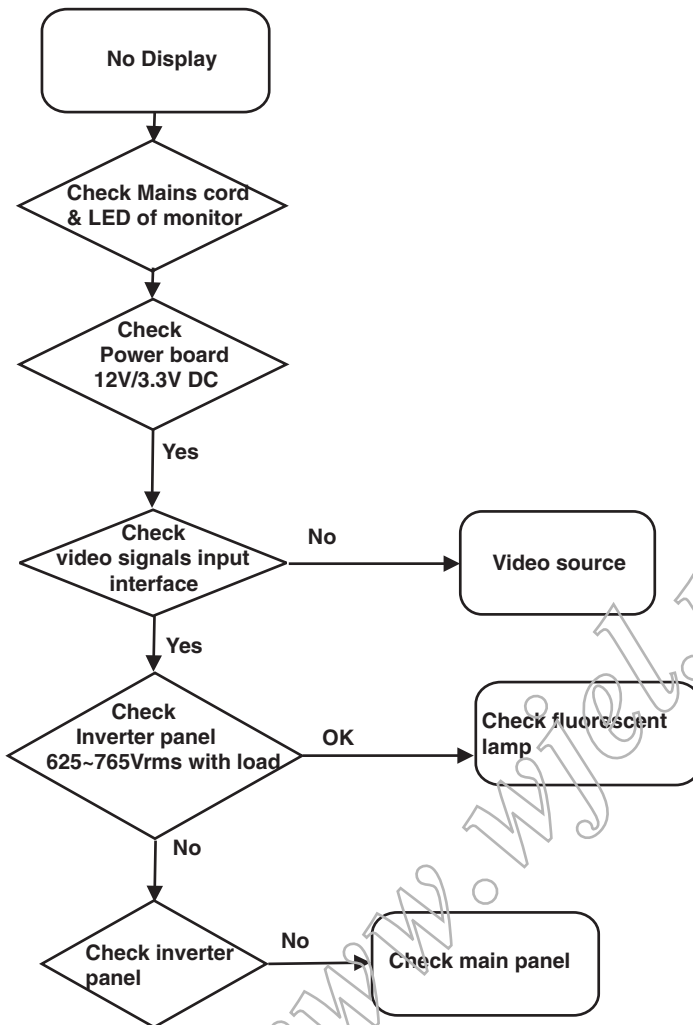 No Display
Check Mains cord
& LED of monitor
Check
Power board
12V/3.3V DC
Yes
Check
video signals input
interface
No
Video source
Yes
Check
Inverter panel
625~765Vrms with load
OK
Check fluorescent
lamp
No
Check inverter
panel
No
Check main panel